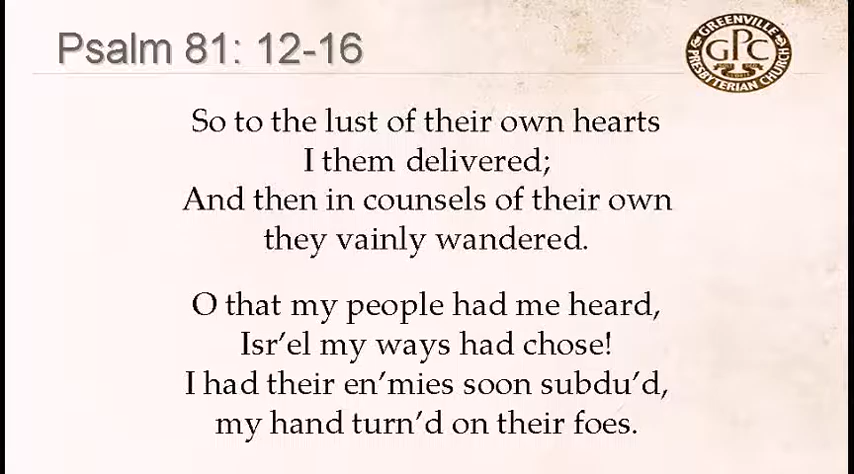 Psalm 81: 12-16
GREENVILLE
GPC
PRESBYTERIAN CHURCH
So to the lust of their own hearts
I them delivered;
And then in counsels of their own
they vainly wandered.
O that my people had me heard,
Isr’el my ways had chose!
I had their en’mies soon subdu’d,
my hand turn’d on their foes.